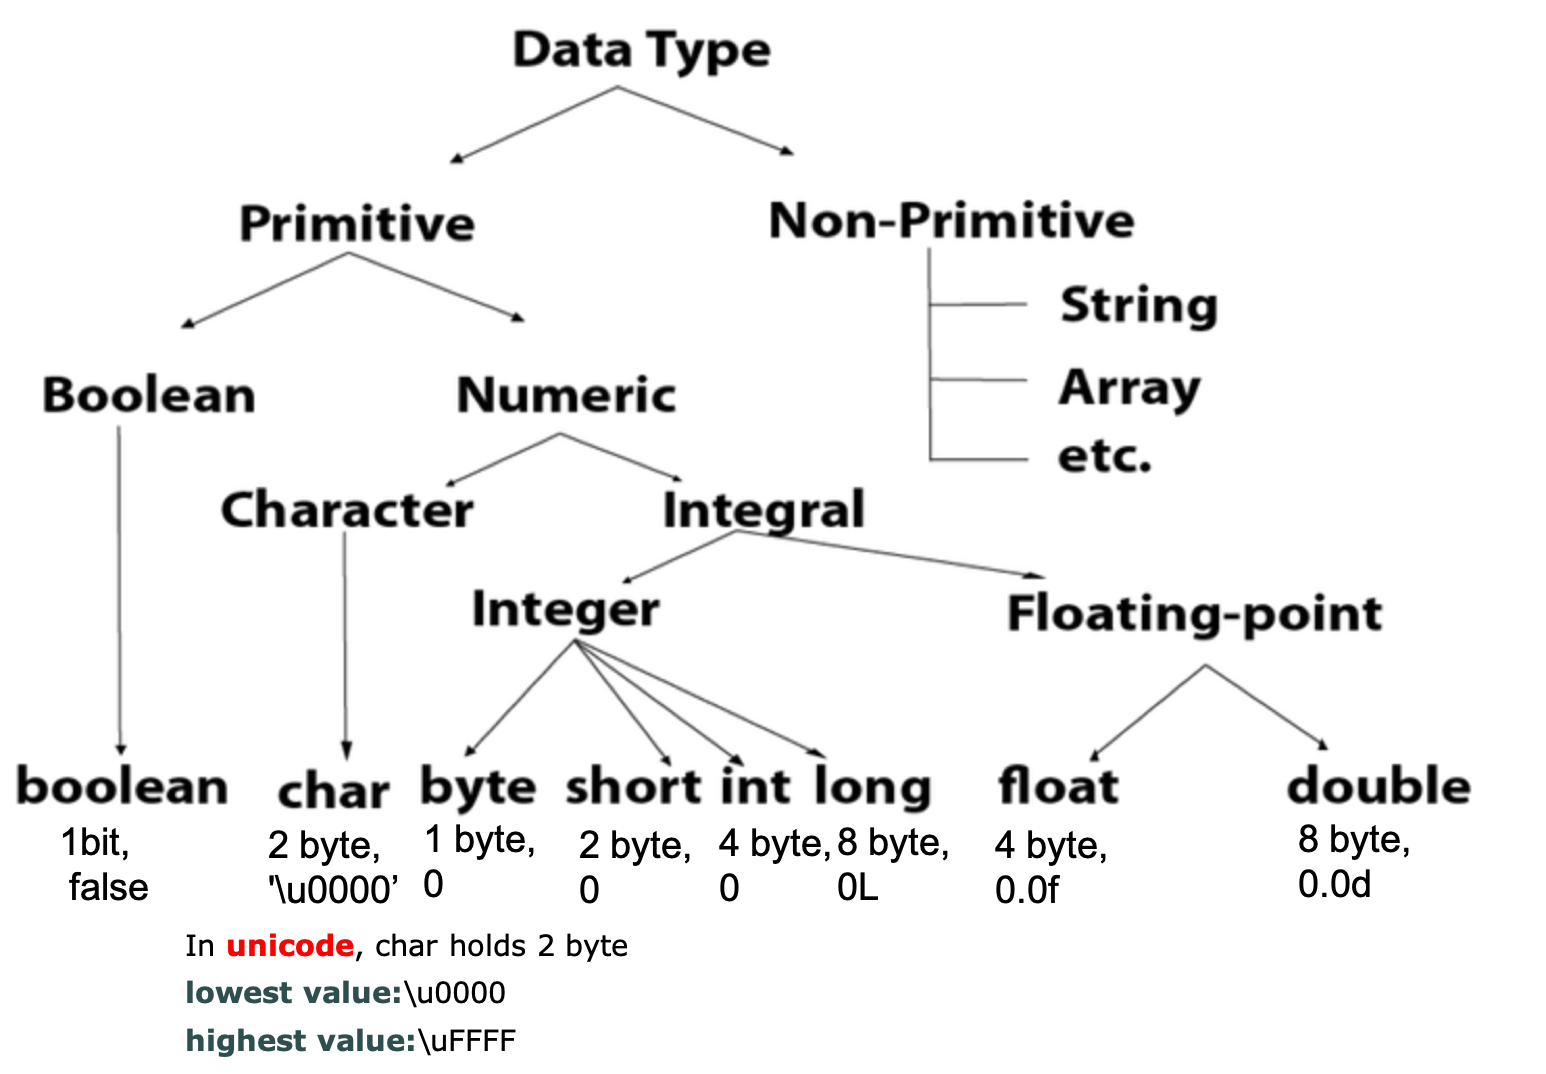 Data Type
Primitive
Non-Primitive
String
Array
etc.
Boolean
Numeric
Character
Integral
Integer
Floating-point
boolean
char
byte
short
int
long
float
double
1bit,
false
2 byte,
'\u0000’
1 byte,
0
2 byte,
0
4 byte,
0
8 byte,
0L
4 byte,
0.0f
8 byte,
0.0d
In unicode, char holds 2 byte
lowest value:\u0000
highest value:\uFFFF